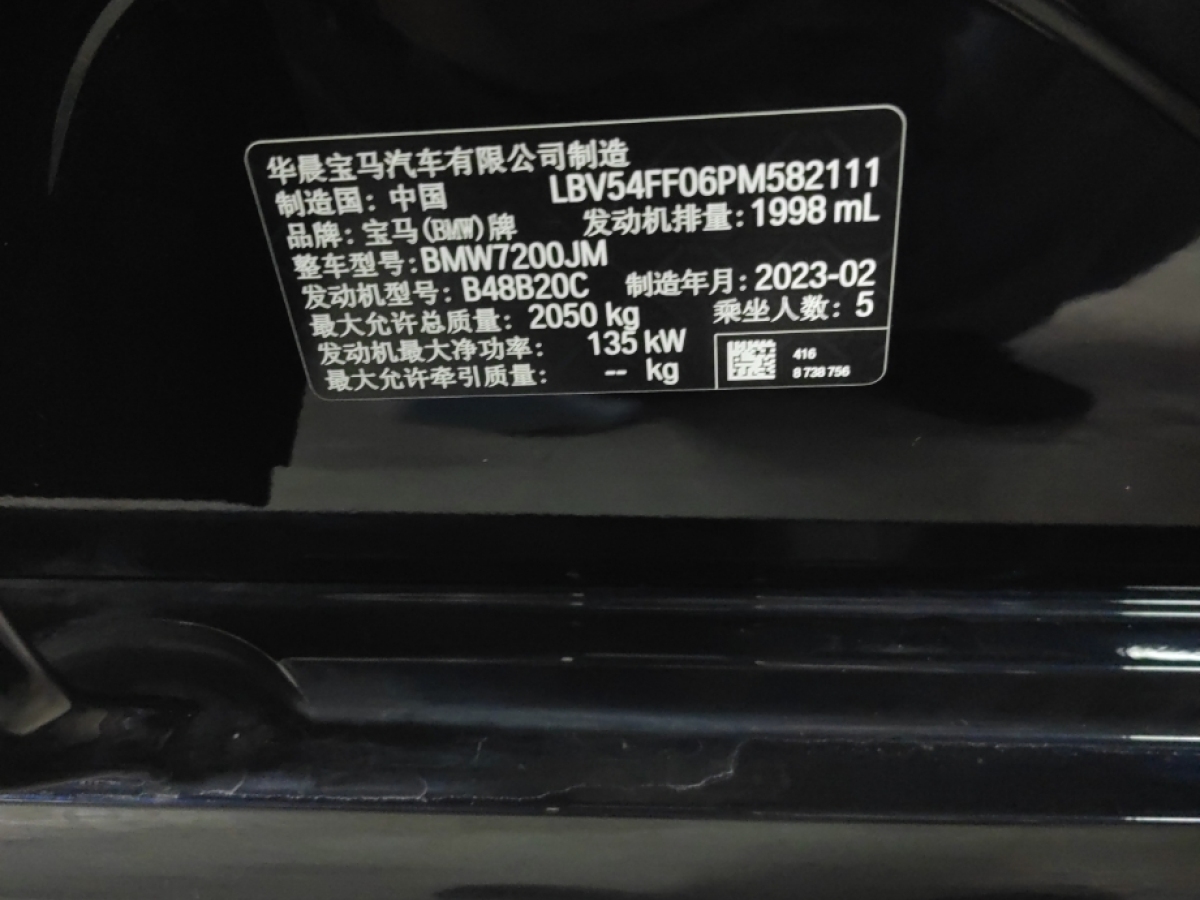 华晨宝马汽车有限公司制造
制造国：中国 LBV54FF06PM582111
品牌：宝马(BMW)牌 发动机排量：1998 mL
整车型号：BMW7200JM
发动机型号：B48B20C 制造年月：2023-02
最大允许总质量：2050 kg 乘坐人数：5
发动机最大净功率：135 kW
最大允许牵引质量：-- kg
416
8 738 756